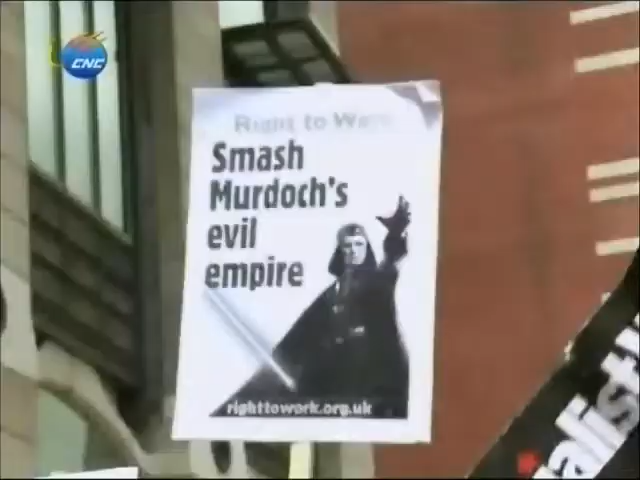 CNC
Right to Work
Smash
Murdoch's
evil
empire
righttowork.org.uk